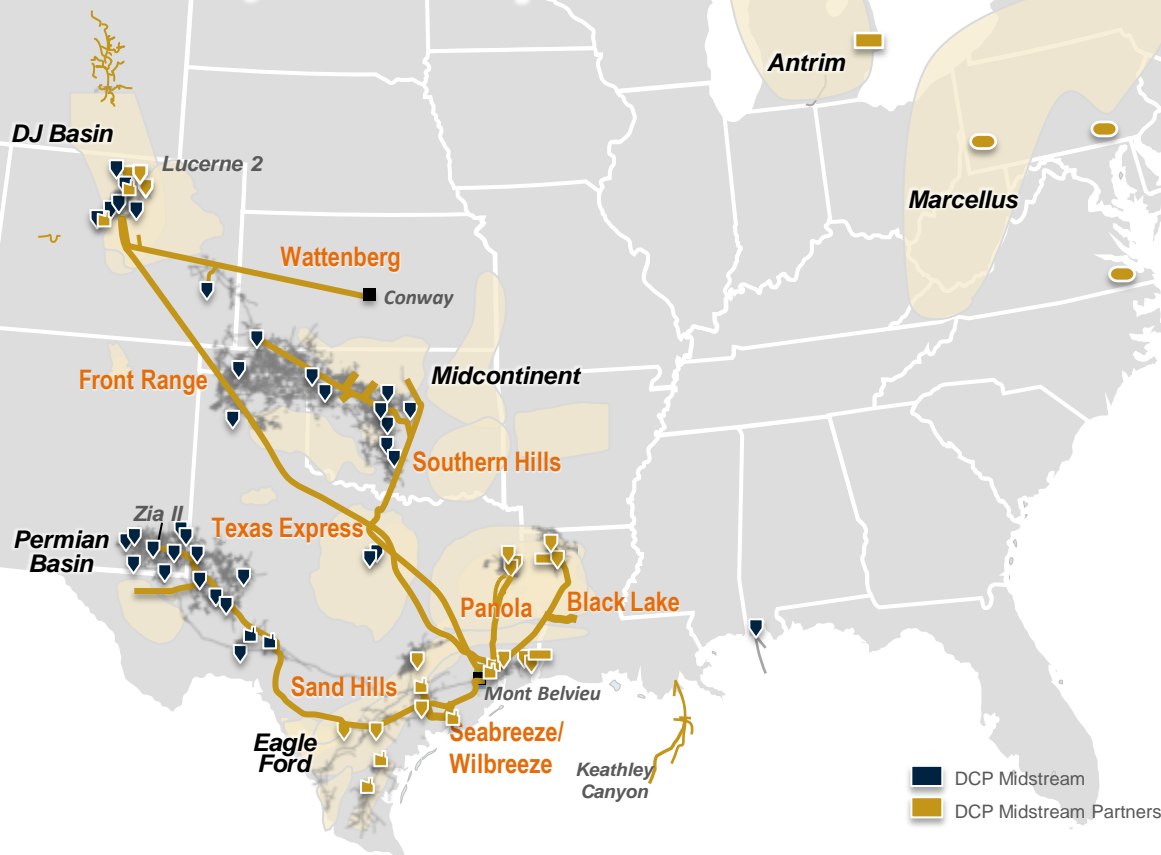 Antrim
DJ Basin
Lucerne 2
Marcellus
Wattenberg
Conway
Front Range
Midcontinent
Southern Hills
Zia II
Texas Express
Permian
Basin
Panola
Black Lake
Sand Hills
Mont Belvieu
Seabreeze/
Wilbreeze
Eagle
Ford
Keathley
Canyon
DCP Midstream
DCP Midstream Partners